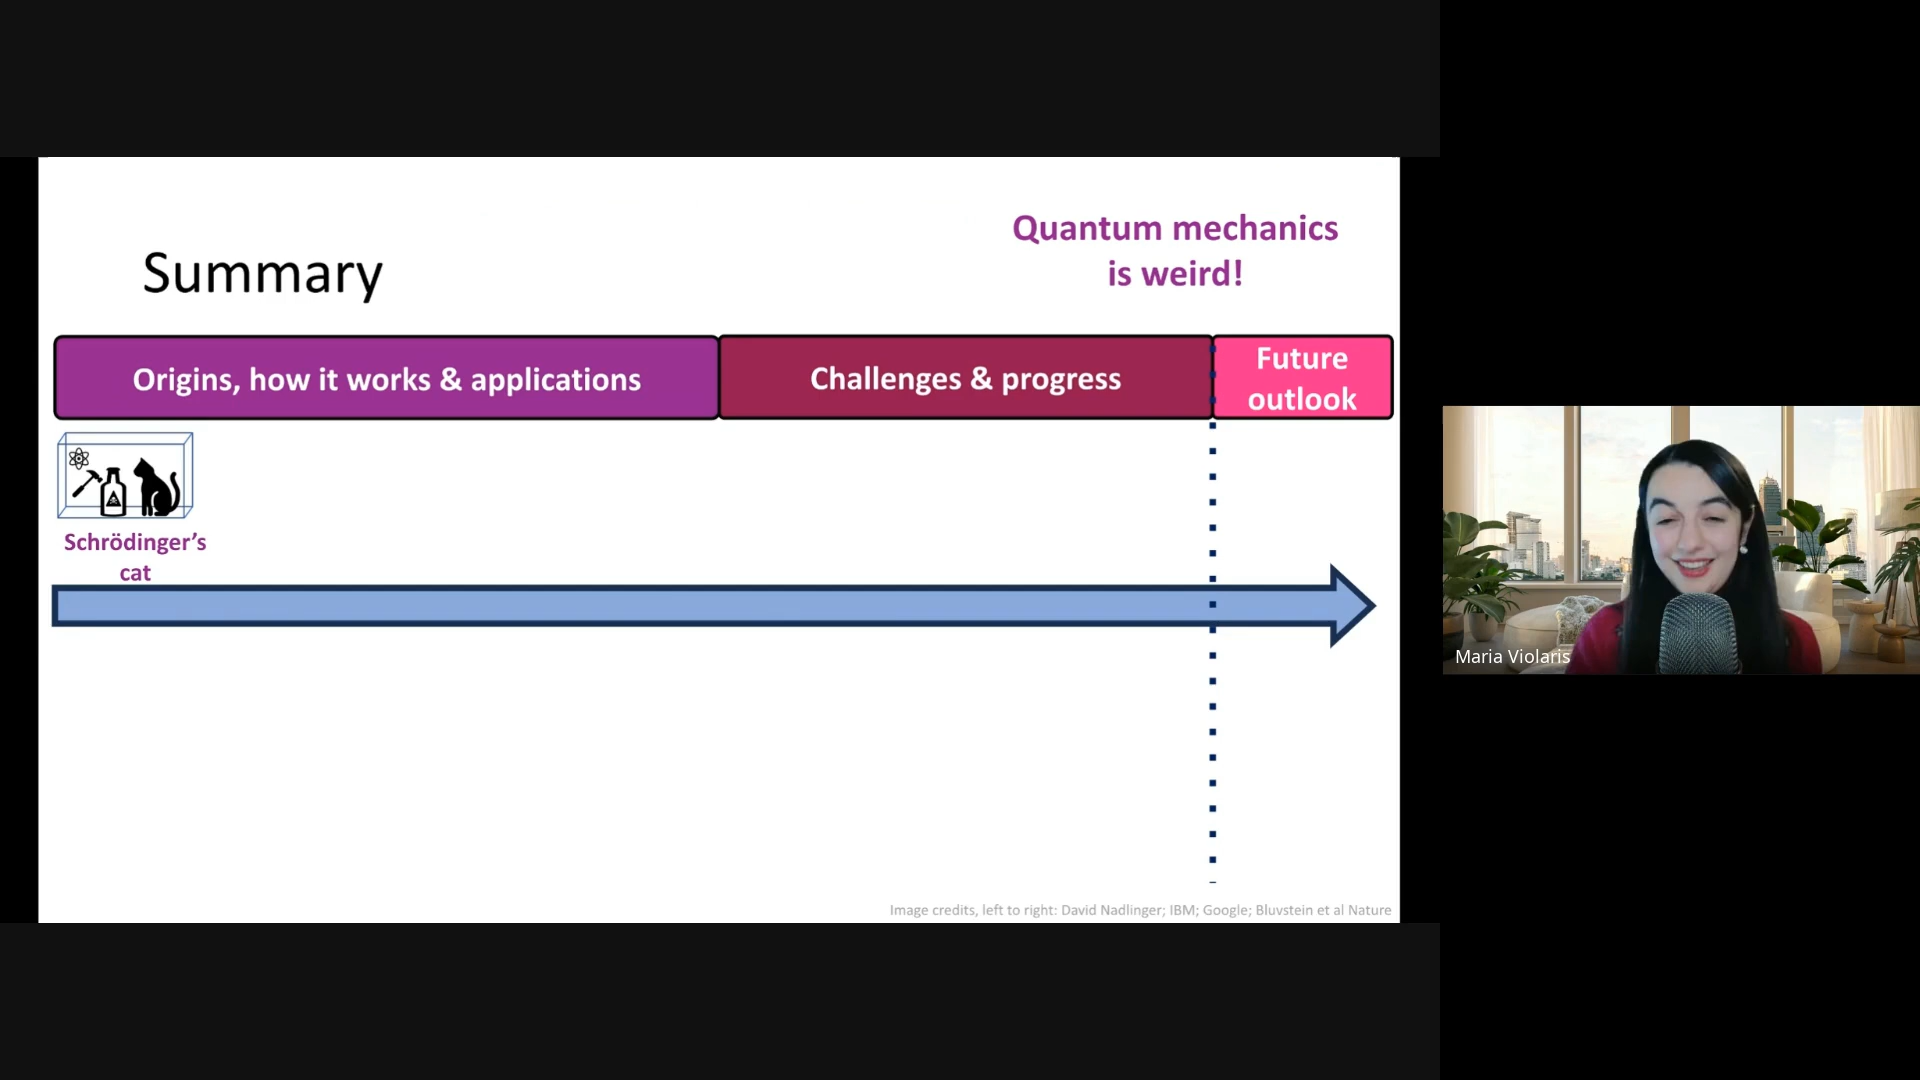 Quantum mechanics
is weird!
Summary
Origins, how it works & applications
Challenges & progress
Future
outlook
Schrödinger’s
cat
Image credits, left to right: David Nadlinger; IBM; Google; Bluvstein et al Nature
Maria Violaris